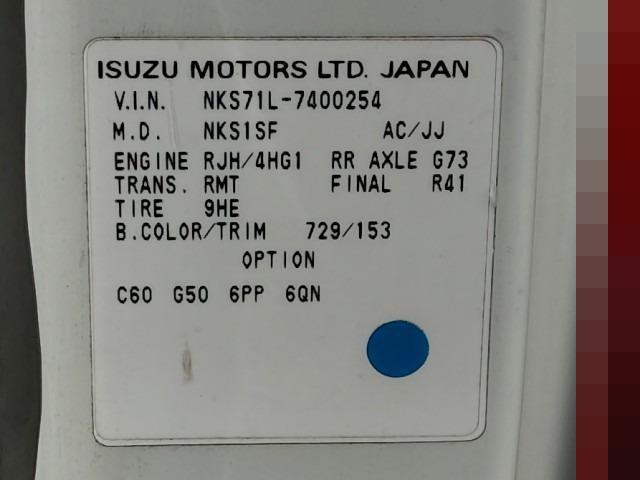 ISUZU MOTORS LTD. JAPAN
V.I.N. NKS71L-7400254
M.D. NKS1SF AC/JJ
ENGINE RJH/4HG1 RR AXLE G73
TRANS. RMT FINAL R41
TIRE 9HE
B.COLOR/TRIM 729/153
OPTION
C60 G50 6PP 6QN